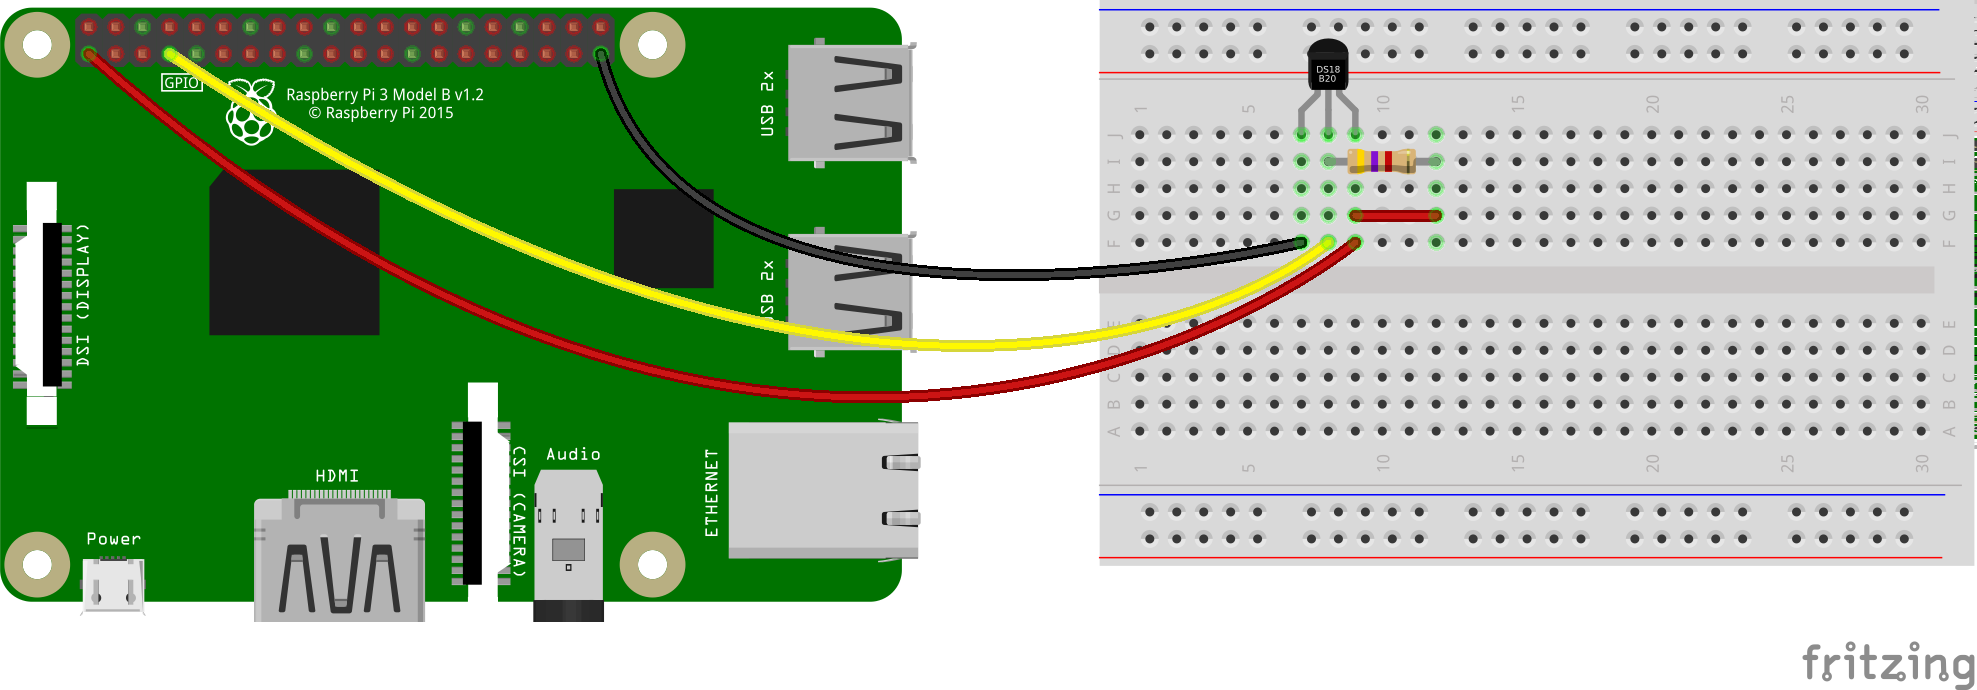 GPIO
Raspberry Pi 3 Model B v1.2
© Raspberry Pi 2015
USB 2x
USB 2x
DSI (DISPLAY)
CSI (CAMERA)
Audio
HDMI
ETHERNET
Power
DS18
B20
1 5 10 15 20 25 30
J J
I I
H H
G G
F F
E E
D D
C C
B B
A A
1 5 10 15 20 25 30
fritzing